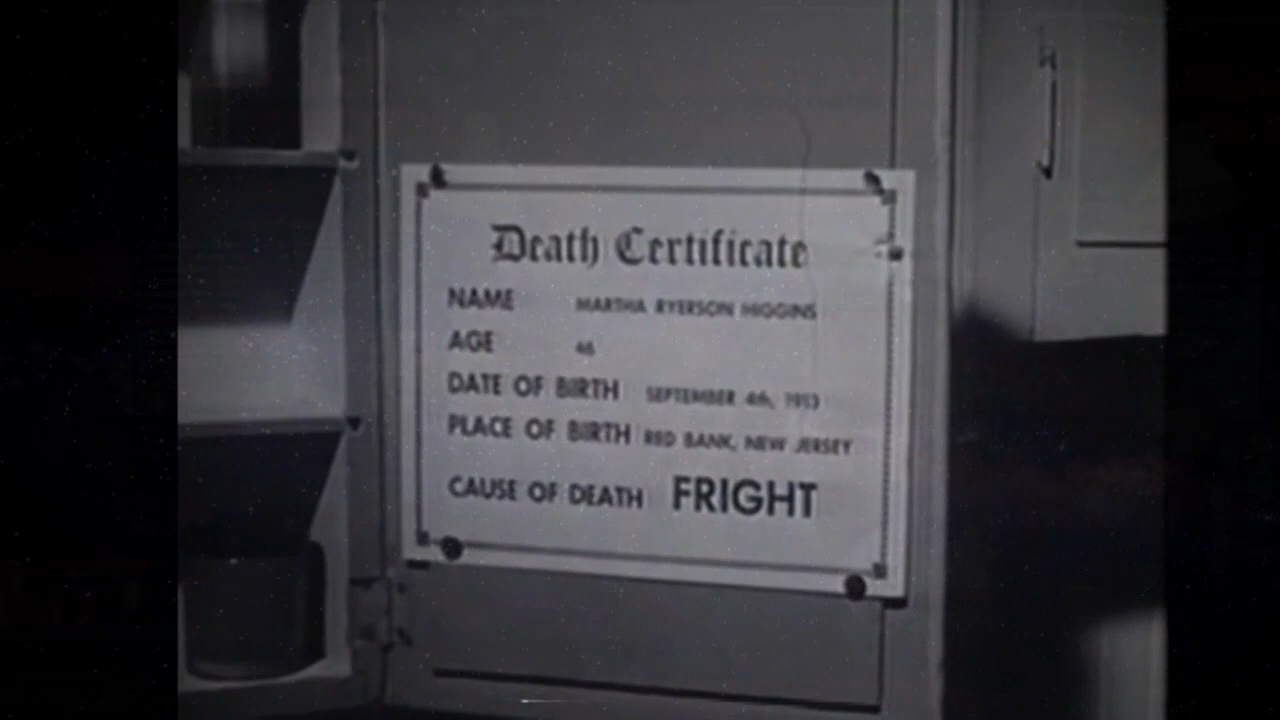 Death Certificate
NAME MARTHA RYERSON HIGGINS
AGE 46
DATE OF BIRTH SEPTEMBER 4th, 1913
PLACE OF BIRTH RED BANK, NEW JERSEY
CAUSE OF DEATH FRIGHT